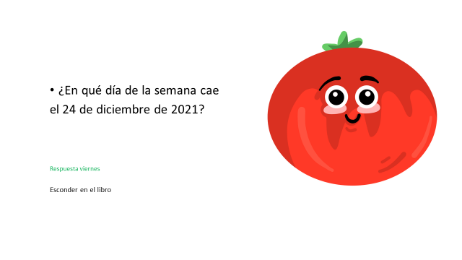 • ¿En qué día de la semana cae
el 24 de diciembre de 2021?
Respuesta viernes
Esconder en el libro